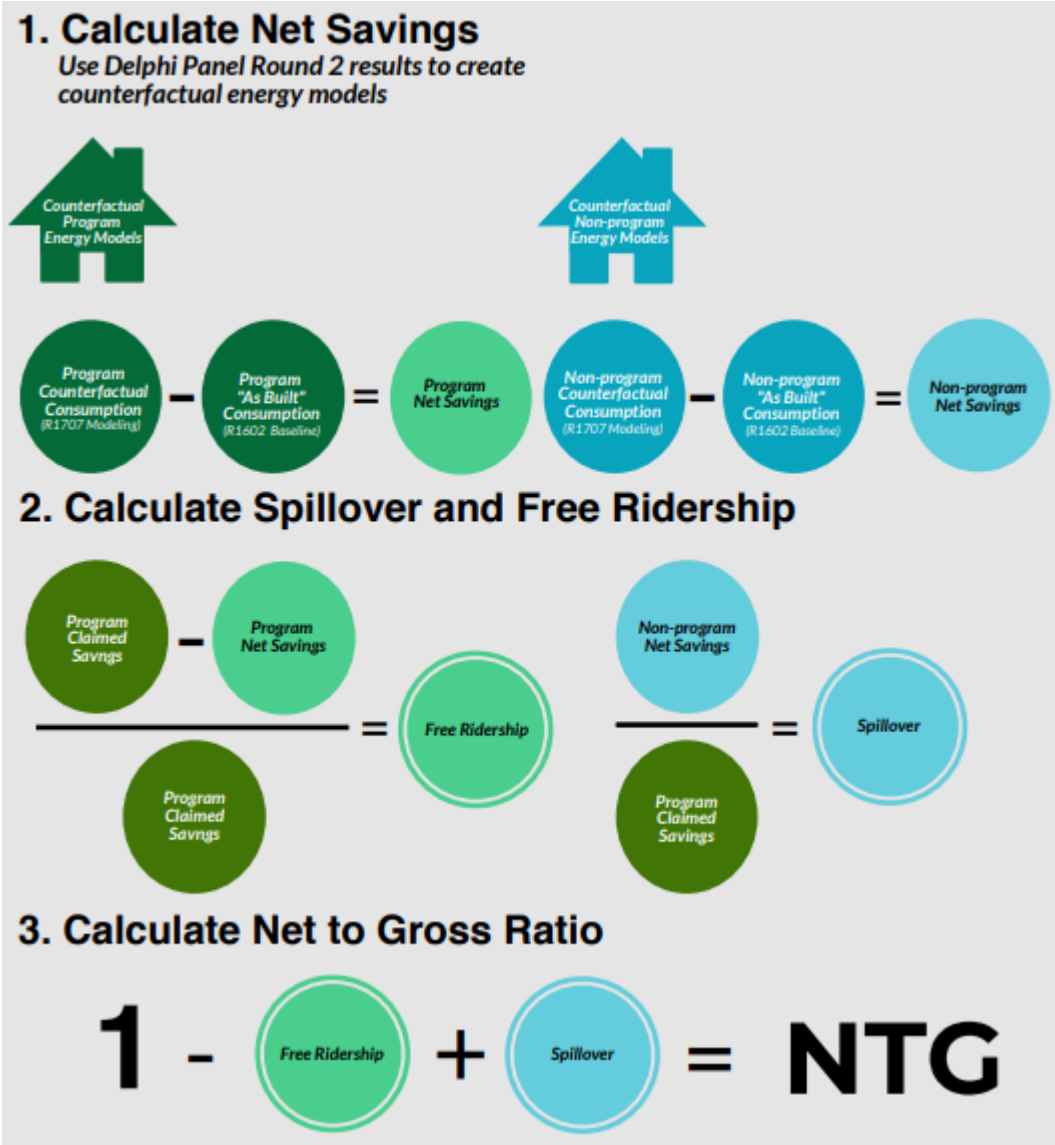 1. Calculate Net Savings
Use Delphi Panel Round 2 results to create
counterfactual energy models
Counterfactual
Program
Energy Models
Counterfactual
Non-program
Energy Models
Program
Counterfactual
Consumption
(R1707 Modeling)
-
Program
"As Built"
Consumption
(R1602 Baseline)
=
Program
Net Savings
Non-program
Counterfactual
Consumption
(R1707 Modeling)
-
Non-program
"As Built"
Consumption
(R1602 Baseline)
=
Non-program
Net Savings
2. Calculate Spillover and Free Ridership
Program
Claimed
Savngs
-
Program
Net Savings
Program
Claimed
Savngs
=
Free Ridership
Non-program
Net Savings
Program
Claimed
Savings
=
Spillover
3. Calculate Net to Gross Ratio
1 - Free Ridership + Spillover = NTG